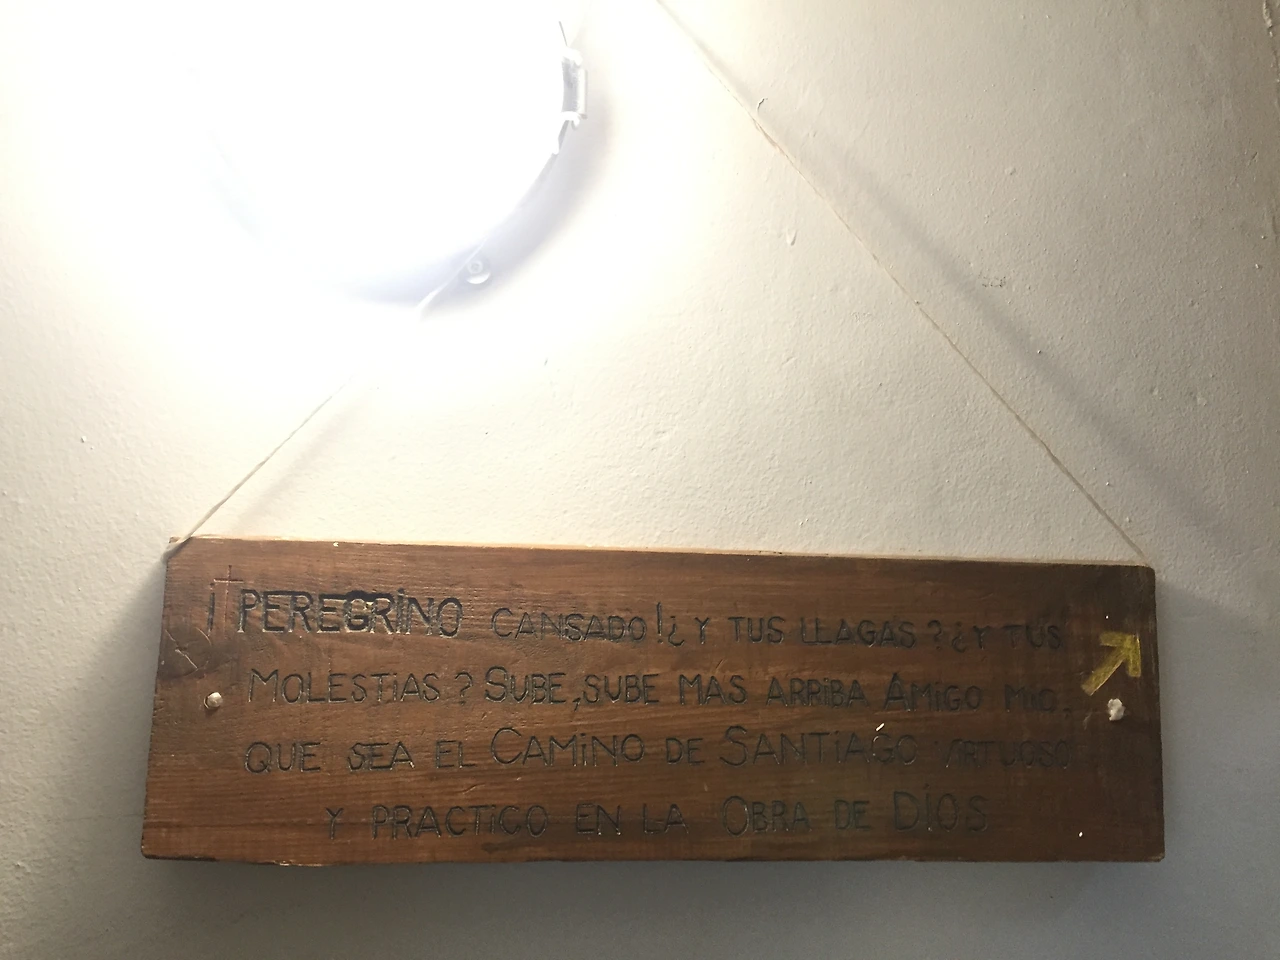 ¡PEREGRINO CANSADO!¿Y TUS LLAGAS?¿Y TUS
MOLESTIAS? SUBE, SUBE MAS ARRIBA AMIGO MIO,
QUE SEA EL CAMINO DE SANTIAGO
Y PRACTICO EN LA OBRA DE DIOS